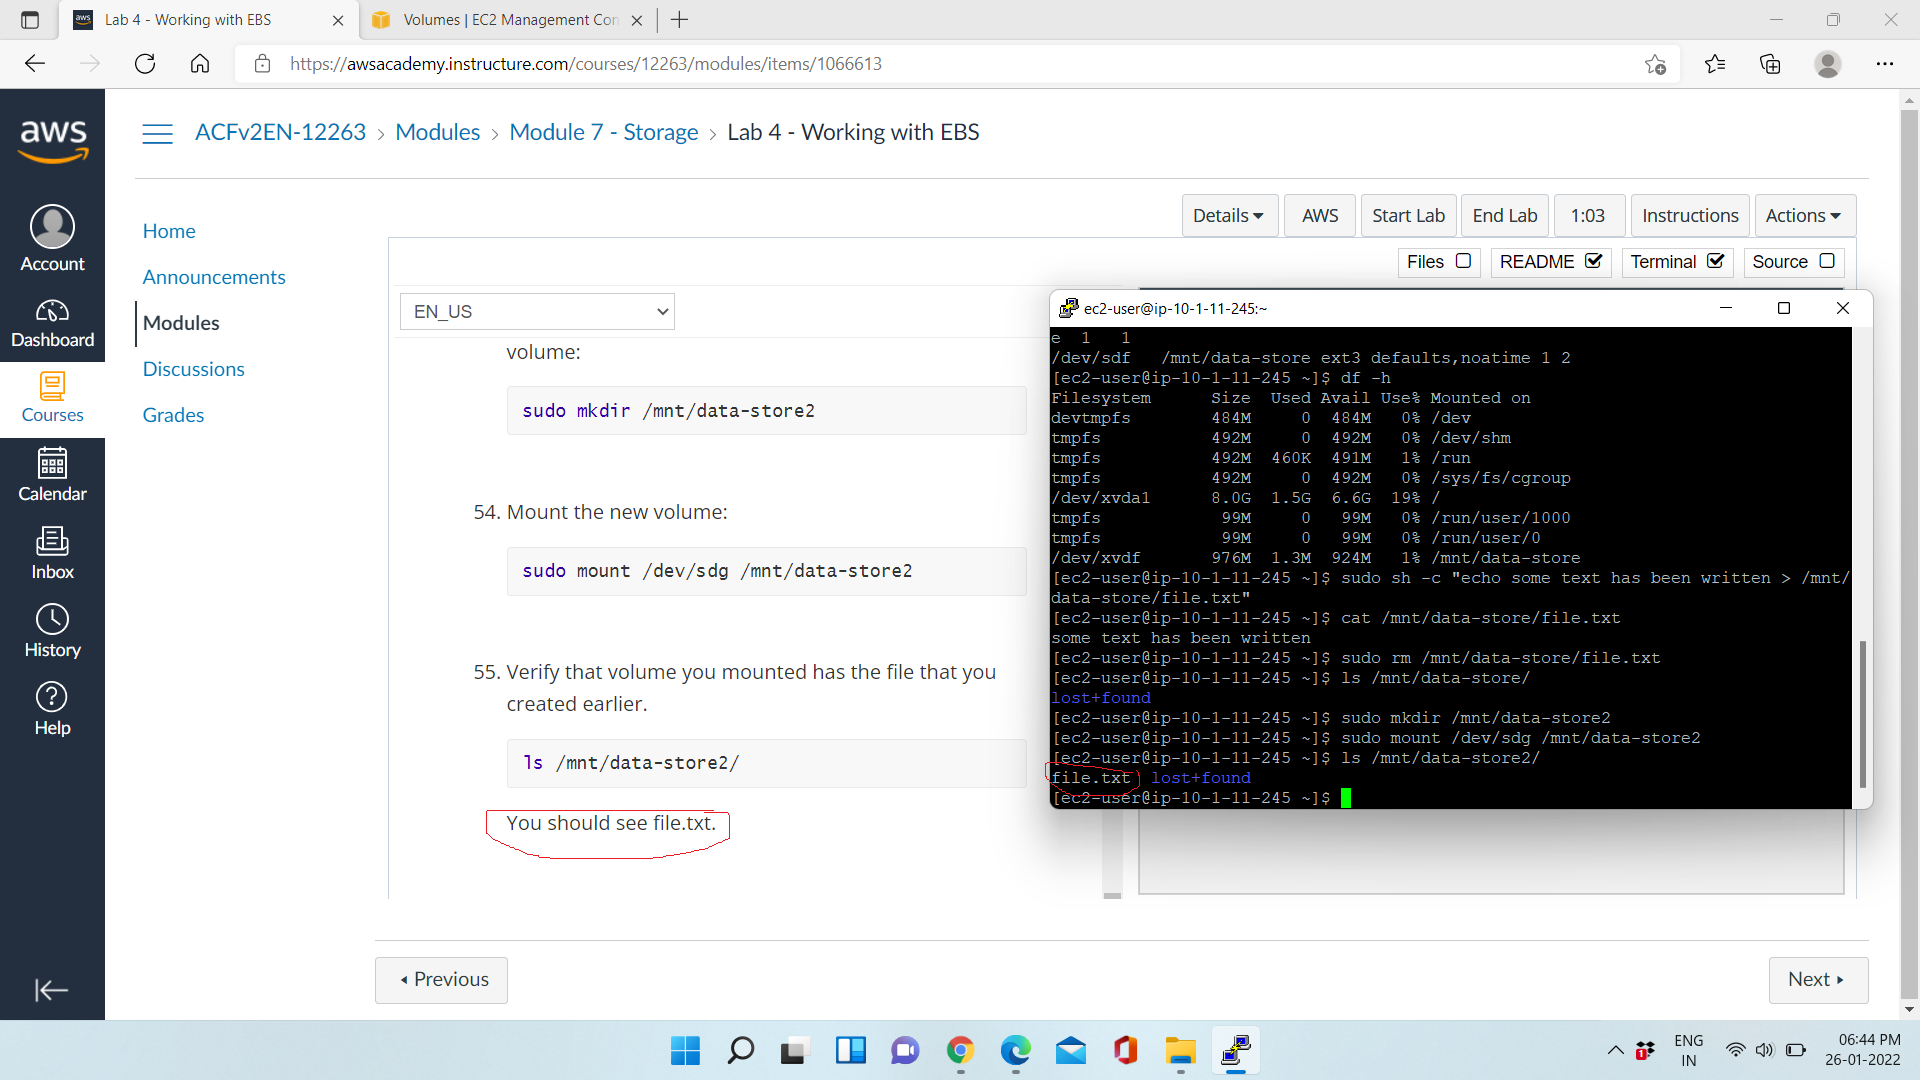 Lab 4 - Working with EBS
Volumes | EC2 Management Con
https://awsacademy.instructure.com/courses/12263/modules/items/1066613
aws
Account
Dashboard
Courses
Calendar
Inbox
History
Help
ACFv2EN-12263 › Modules › Module 7 - Storage › Lab 4 - Working with EBS
Home
Announcements
Modules
Discussions
Grades
Details AWS Start Lab End Lab 1:03 Instructions Actions
Files README Terminal Source
EN_US
volume:
sudo mkdir /mnt/data-store2
54. Mount the new volume:
sudo mount /dev/sdg /mnt/data-store2
55. Verify that volume you mounted has the file that you
created earlier.
ls /mnt/data-store2/
You should see file.txt.
ec2-user@ip-10-1-11-245:~
e 1 1
/dev/sdf /mnt/data-store ext3 defaults,noatime 1 2
[ec2-user@ip-10-1-11-245 ~]$ df -h
Filesystem Size Used Avail Use% Mounted on
devtmpfs 484M 0 484M 0% /dev
tmpfs 492M 0 492M 0% /dev/shm
tmpfs 492M 460K 491M 1% /run
tmpfs 492M 0 492M 0% /sys/fs/cgroup
/dev/xvda1 8.0G 1.5G 6.6G 19% /
tmpfs 99M 0 99M 0% /run/user/1000
tmpfs 99M 0 99M 0% /run/user/0
/dev/xvdf 976M 1.3M 924M 1% /mnt/data-store
[ec2-user@ip-10-1-11-245 ~]$ sudo sh -c "echo some text has been written > /mnt/
data-store/file.txt"
[ec2-user@ip-10-1-11-245 ~]$ cat /mnt/data-store/file.txt
some text has been written
[ec2-user@ip-10-1-11-245 ~]$ sudo rm /mnt/data-store/file.txt
[ec2-user@ip-10-1-11-245 ~]$ ls /mnt/data-store/
lost+found
[ec2-user@ip-10-1-11-245 ~]$ sudo mkdir /mnt/data-store2
[ec2-user@ip-10-1-11-245 ~]$ sudo mount /dev/sdg /mnt/data-store2
[ec2-user@ip-10-1-11-245 ~]$ ls /mnt/data-store2/
file.txt lost+found
[ec2-user@ip-10-1-11-245 ~]$
Previous
Next
1
ENG
IN
06:44 PM
26-01-2022